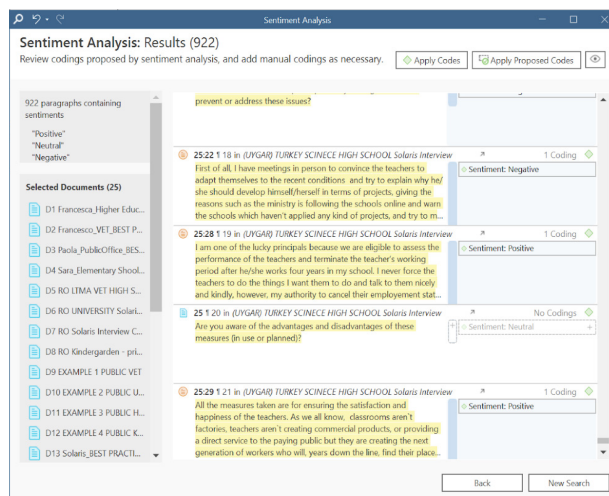 Sentiment Analysis
Sentiment Analysis: Results (922)
Review codings proposed by sentiment analysis, and add manual codings as necessary.
Apply Codes
Apply Proposed Codes
922 paragraphs containing
sentiments
"Positive"
"Neutral"
"Negative"
Selected Documents (25)
D1 Francesca_Higher Educ...
D2 Francesco_VET_BEST P...
D3 Paola_PublicOffice_BES...
D4 Sara_Elementary Shool...
D5 RO LTMA VET HIGH S...
D6 RO UNIVERSITY Solari...
D7 RO Solaris Interview C...
D8 RO Kindergarden - pri...
D9 EXAMPLE 1 PUBLIC VET
D10 EXAMPLE 2 PUBLIC U...
D11 EXAMPLE 3 PUBLIC H...
D12 EXAMPLE 4 PUBLIC K...
D13 Solaris_BEST PRACTI...
prevent or address these issues?
25:22 ¶ 18 in (UYGAR) TURKEY SCINECE HIGH SCHOOL Solaris Interview
1 Coding
First of all, I have meetings in person to convince the teachers to
adapt themselves to the recent conditions and try to explain why he/
she should develop himself/herself in terms of projects, giving the
reasons such as the ministry is following the schools online and warn
the schools which haven't applied any kind of projects, and try to m...
Sentiment: Negative
25:28 ¶ 19 in (UYGAR) TURKEY SCINECE HIGH SCHOOL Solaris Interview
1 Coding
I am one of the lucky principals because we are eligible to assess the
performance of the teachers and terminate the teacher's working
period after he/she works four years in my school. I never force the
teachers to do the things I want them to do and talk to them nicely
and kindly, however, my authority to cancel their employement stat...
Sentiment: Positive
25 ¶ 20 in (UYGAR) TURKEY SCINECE HIGH SCHOOL Solaris Interview
No Codings
Are you aware of the advantages and disadvantages of these
measures (in use or planned)?
Sentiment: Neutral
25:29 ¶ 21 in (UYGAR) TURKEY SCINECE HIGH SCHOOL Solaris Interview
1 Coding
All the measures taken are for ensuring the satisfaction and
happiness of the teachers. As we all know, classrooms aren't
factories, teachers aren't creating commercial products, or providing
a direct service to the paying public but they are creating the next
generation of workers who will, years down the line, find their place...
Sentiment: Positive
Back
New Search